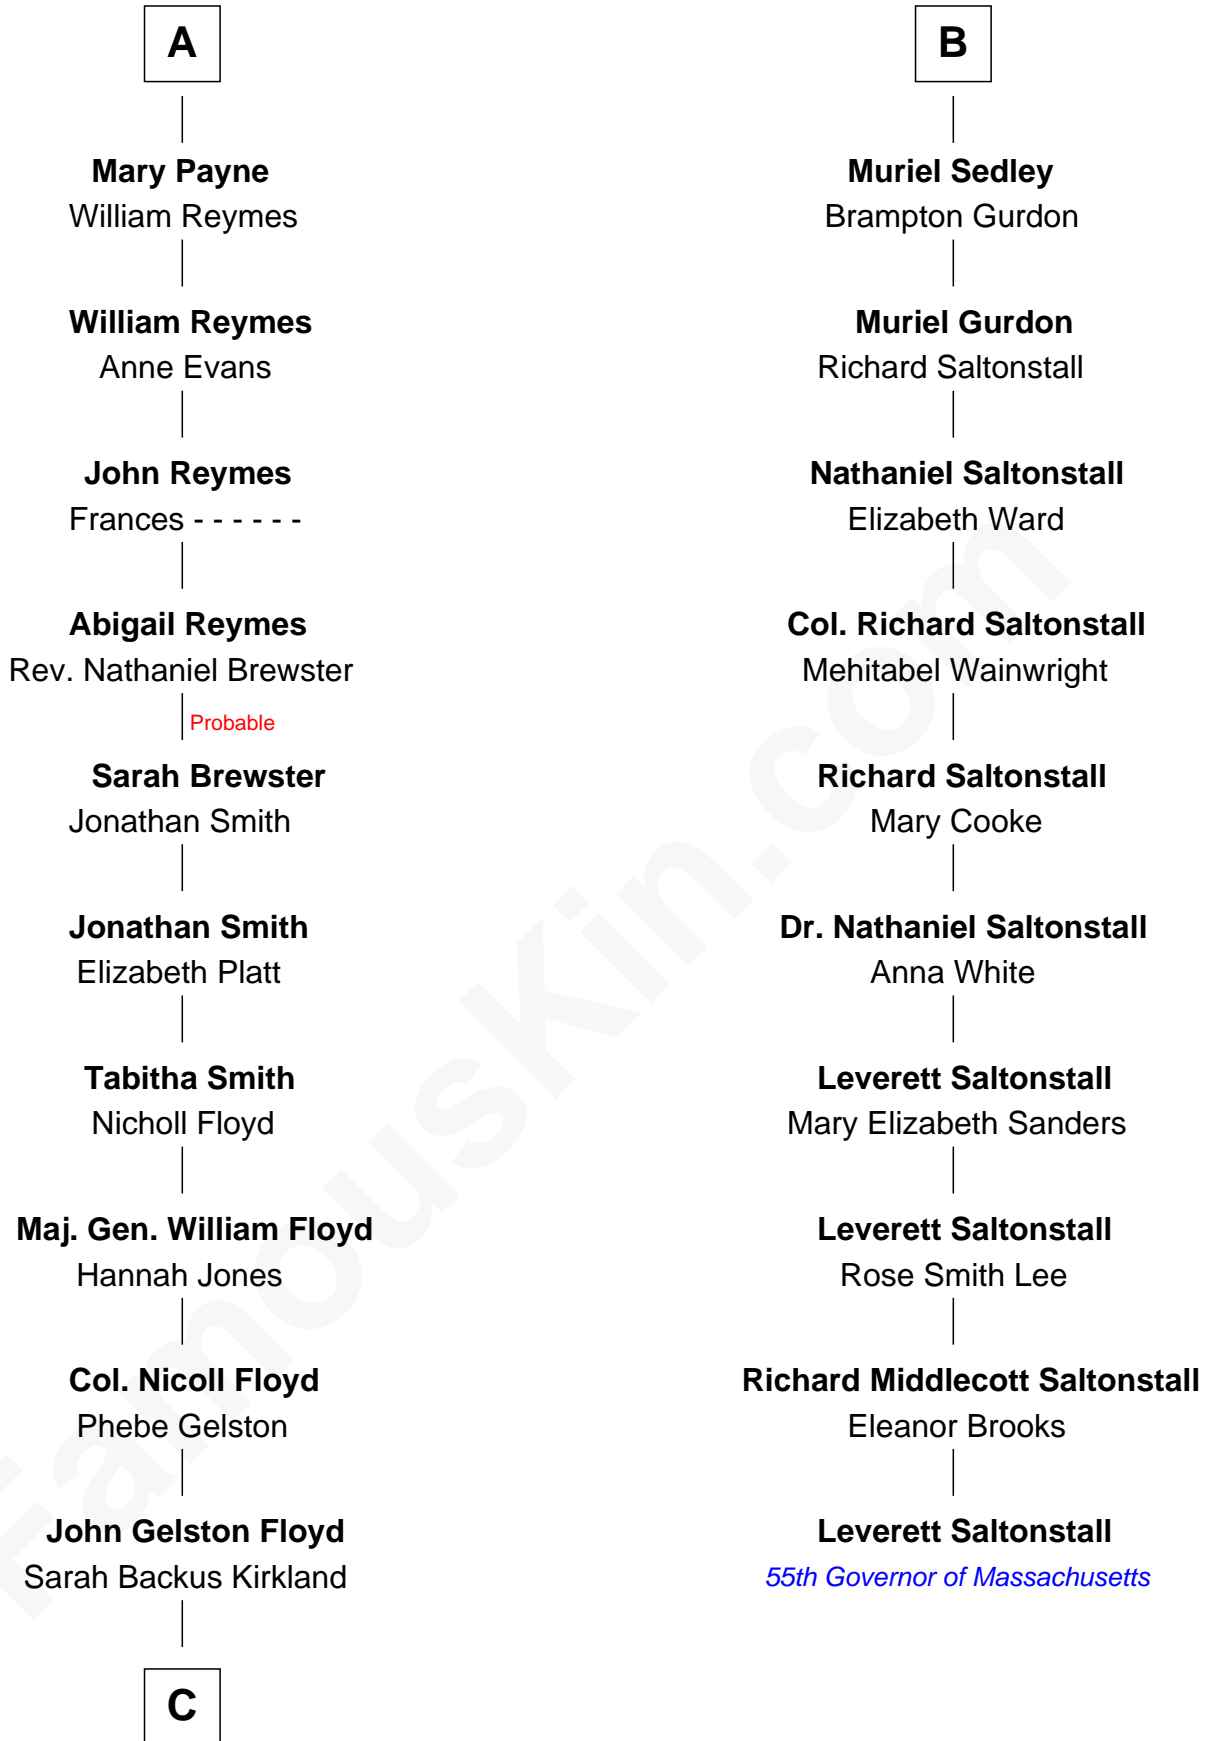 A
Mary Payne
William Reymes
William Reymes
Anne Evans
John Reymes
Frances - - - - - -
Abigail Reymes
Rev. Nathaniel Brewster
Probable
Sarah Brewster
Jonathan Smith
Jonathan Smith
Elizabeth Platt
Tabitha Smith
Nicholl Floyd
Maj. Gen. William Floyd
Hannah Jones
Col. Nicoll Floyd
Phebe Gelston
John Gelston Floyd
Sarah Backus Kirkland
C
B
Muriel Sedley
Brampton Gurdon
Muriel Gurdon
Richard Saltonstall
Nathaniel Saltonstall
Elizabeth Ward
Col. Richard Saltonstall
Mehitabel Wainwright
Richard Saltonstall
Mary Cooke
Dr. Nathaniel Saltonstall
Anna White
Leverett Saltonstall
Mary Elizabeth Sanders
Leverett Saltonstall
Rose Smith Lee
Richard Middlecott Saltonstall
Eleanor Brooks
Leverett Saltonstall
55th Governor of Massachusetts
FamousKin.com